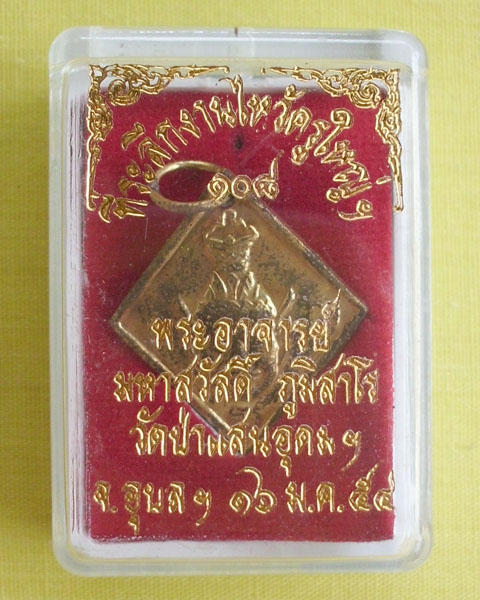 ที่ระลึกงานไหว้ครูใหญ่ฯ
๑๐๘
พระอาจารย์
มหาสวัสดิ์ ภูมิสาโร
วัดป่าแสนอุดมฯ
จ.อุบลฯ ๑๖ ม.ค.๕๔